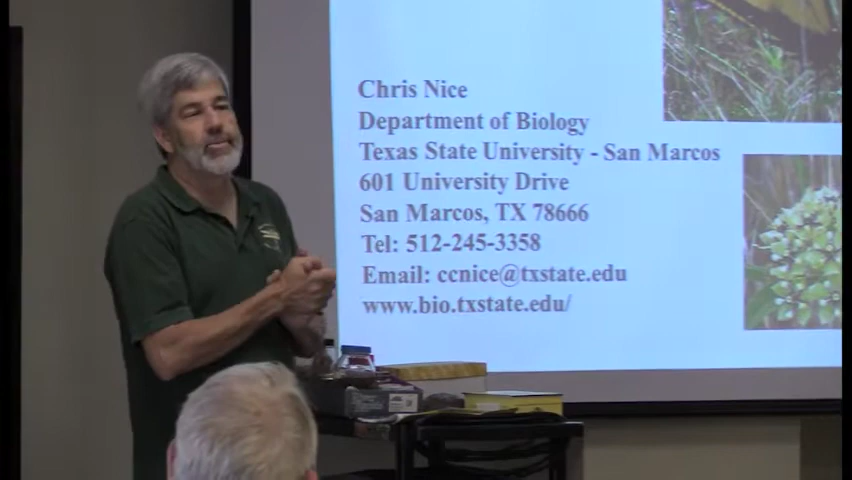 Chris Nice
Department of Biology
Texas State University - San Marcos
601 University Drive
San Marcos, TX 78666
Tel: 512-245-3358
Email: ccnice@txstate.edu
www.bio.txstate.edu/